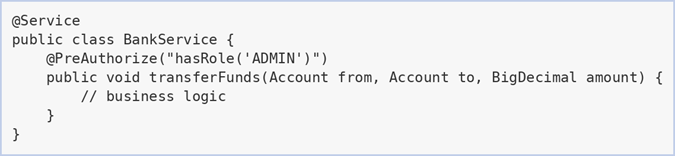 @Service
public class BankService {
    @PreAuthorize("hasRole('ADMIN')")
    public void transferFunds(Account from, Account to, BigDecimal amount) {
        // business logic
    }
}